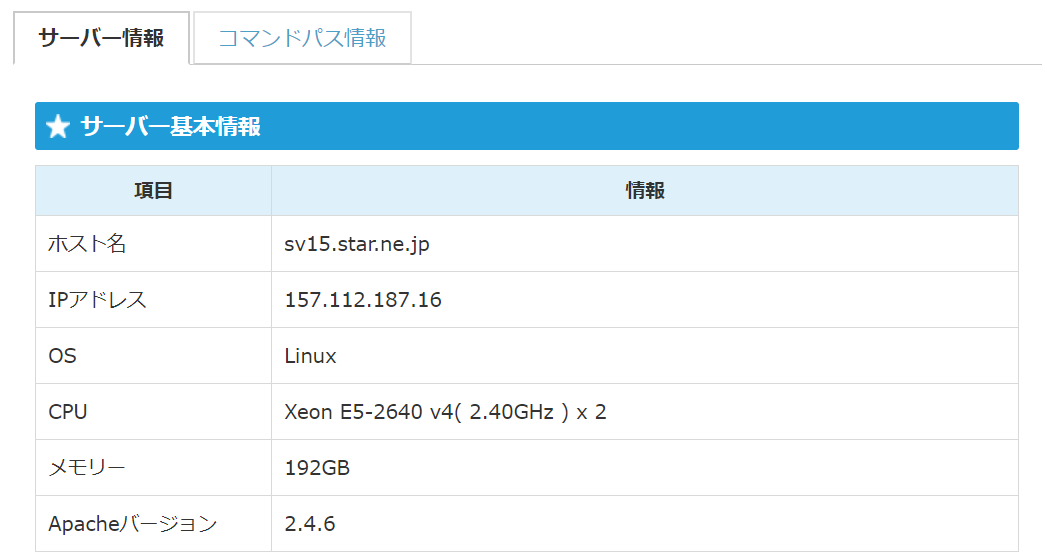 サーバー情報 コマンドパス情報
★ サーバー基本情報
項目 情報
ホスト名 sv15.star.ne.jp
IPアドレス 157.112.187.16
OS Linux
CPU Xeon E5-2640 v4( 2.40GHz ) x 2
メモリー 192GB
Apacheバージョン 2.4.6